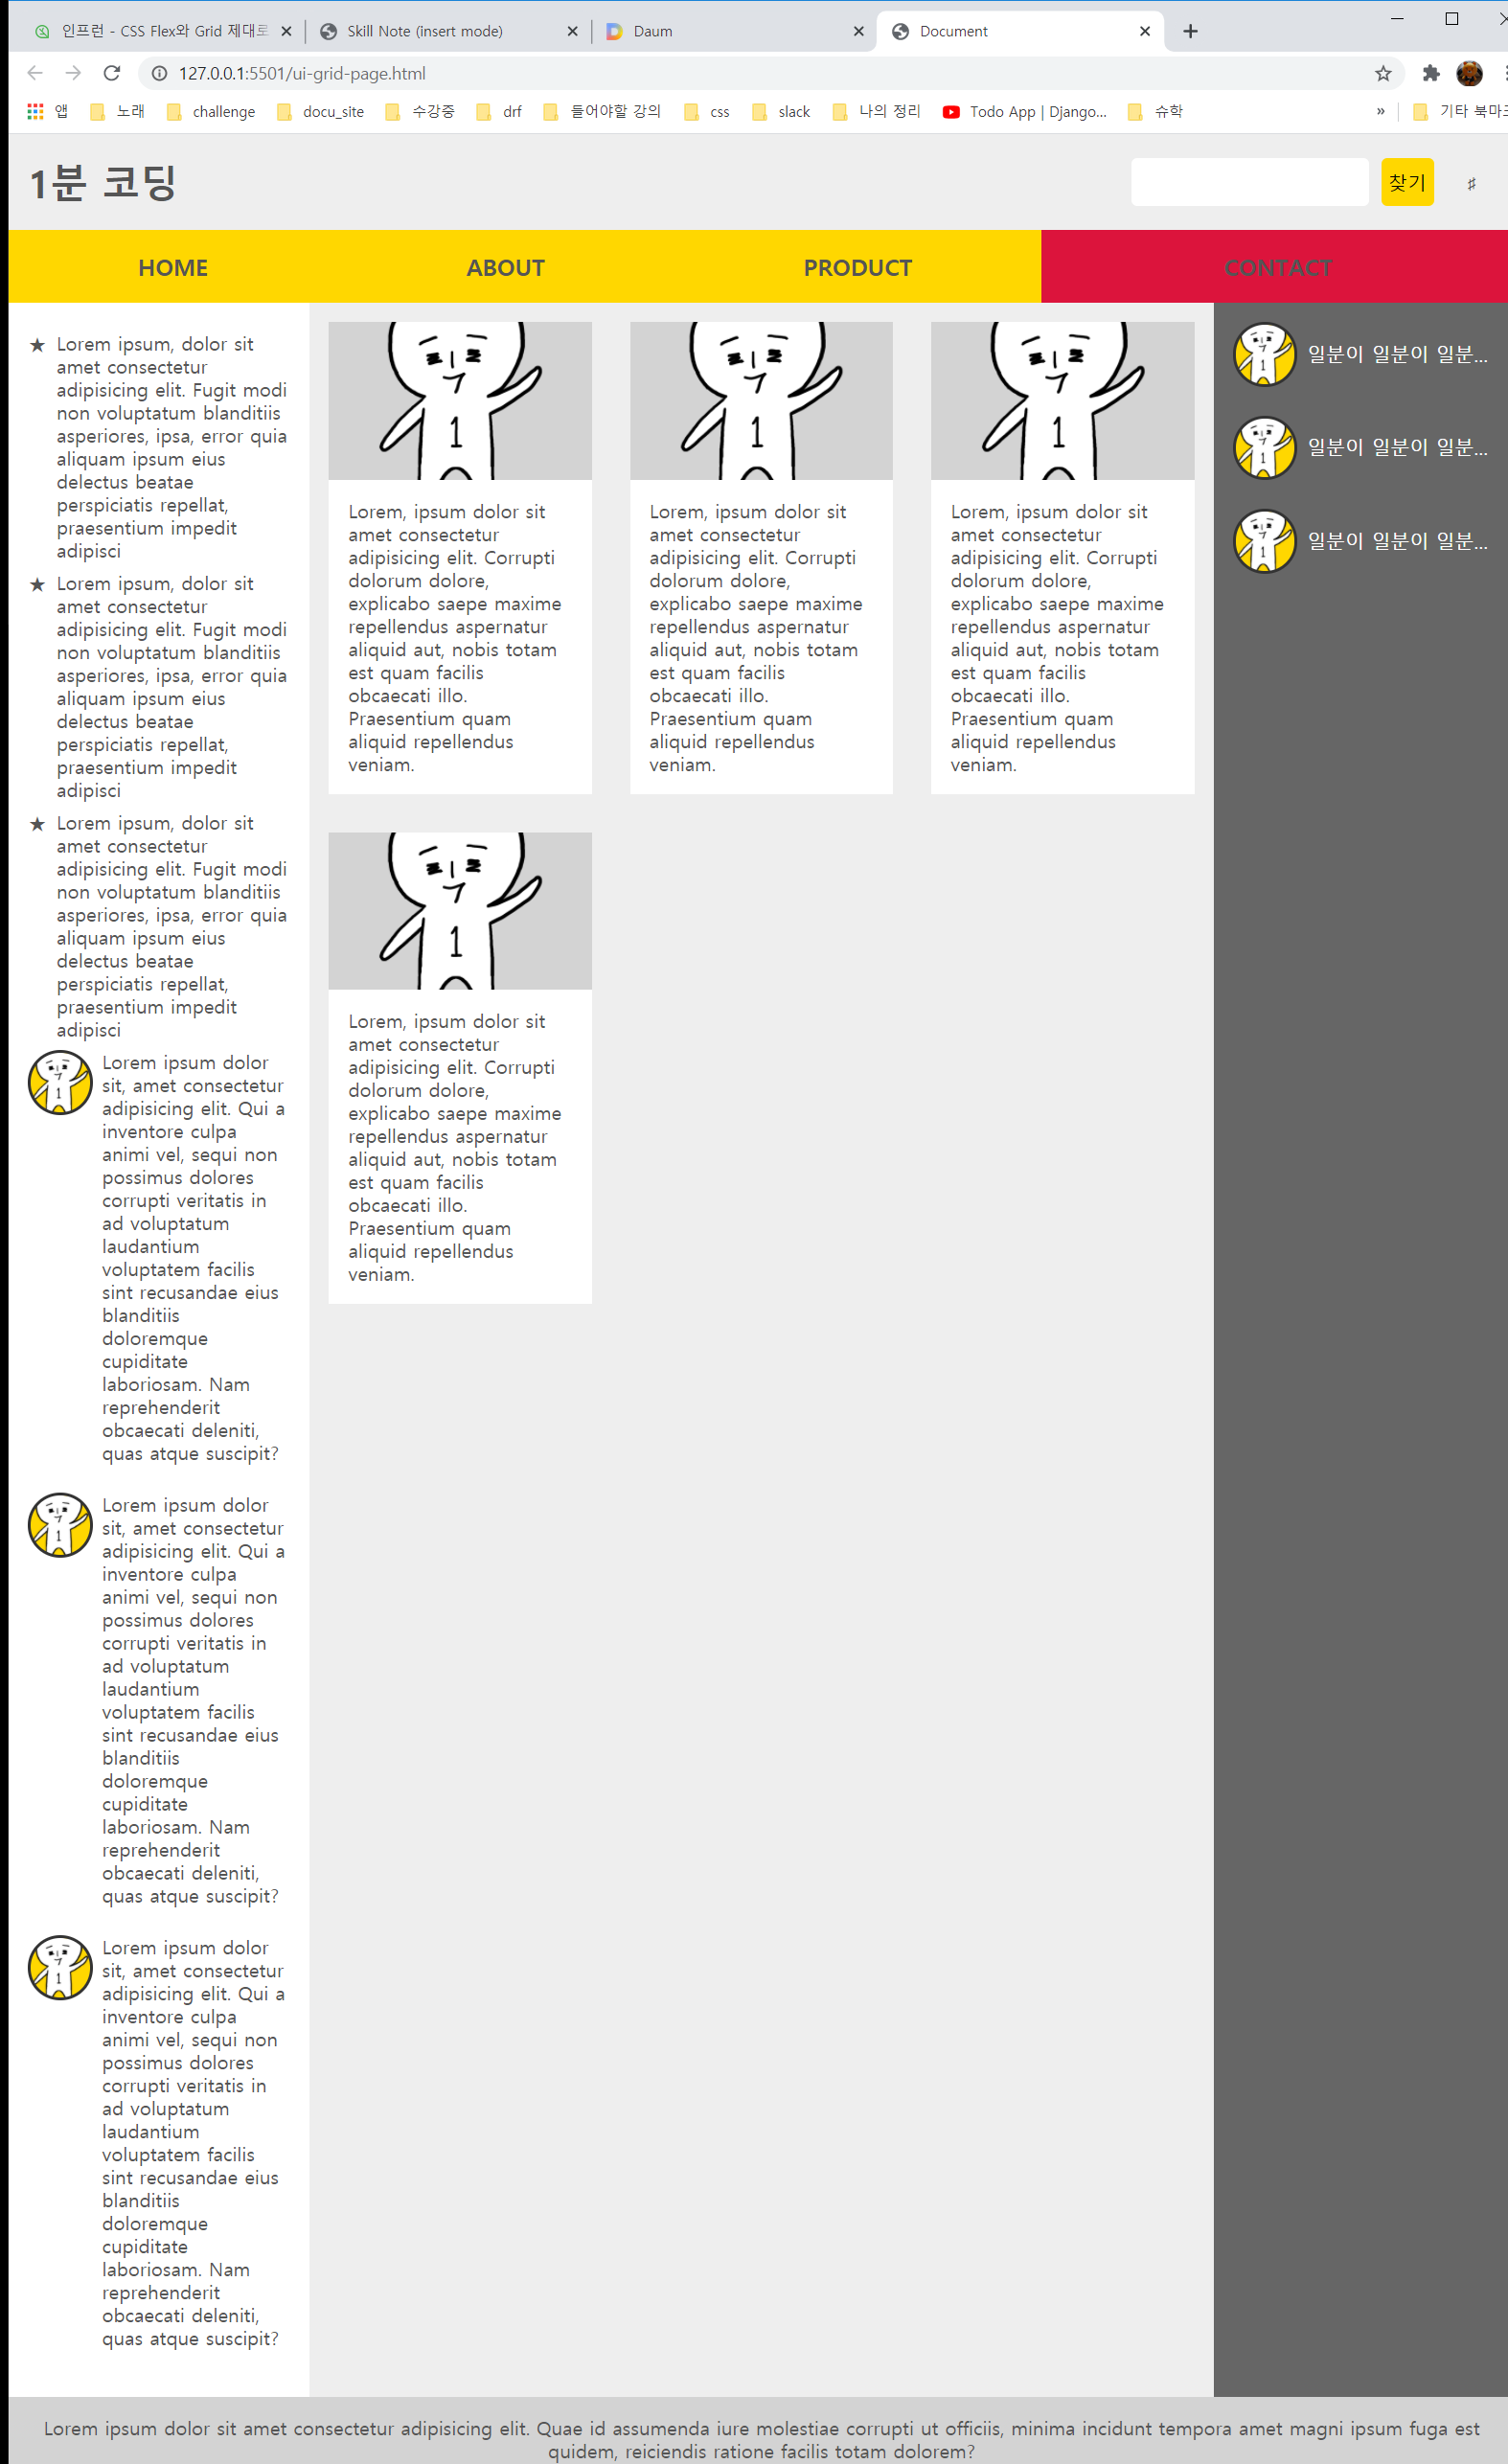 인프런 - CSS Flex와 Grid 제대로
Skill Note (insert mode)
Daum
Document
127.0.0.1:5501/ui-grid-page.html
앱
노래
challenge
docu_site
수강중
drf
들어야할 강의
css
slack
나의 정리
Todo App | Django...
슈학
»
기타 북마크
1분 코딩
찾기
♯
HOME
ABOUT
PRODUCT
CONTACT
★ Lorem ipsum, dolor sit
amet consectetur
adipisicing elit. Fugit modi
non voluptatum blanditiis
asperiores, ipsa, error quia
aliquam ipsum eius
delectus beatae
perspiciatis repellat,
praesentium impedit
adipisci
★ Lorem ipsum, dolor sit
amet consectetur
adipisicing elit. Fugit modi
non voluptatum blanditiis
asperiores, ipsa, error quia
aliquam ipsum eius
delectus beatae
perspiciatis repellat,
praesentium impedit
adipisci
★ Lorem ipsum, dolor sit
amet consectetur
adipisicing elit. Fugit modi
non voluptatum blanditiis
asperiores, ipsa, error quia
aliquam ipsum eius
delectus beatae
perspiciatis repellat,
praesentium impedit
adipisci
1
Lorem ipsum dolor
sit, amet consectetur
adipisicing elit. Qui a
inventore culpa
animi vel, sequi non
possimus dolores
corrupti veritatis in
ad voluptatum
laudantium
voluptatem facilis
sint recusandae eius
blanditiis
doloremque
cupiditate
laboriosam. Nam
reprehenderit
obcaecati deleniti,
quas atque suscipit?
1
Lorem ipsum dolor
sit, amet consectetur
adipisicing elit. Qui a
inventore culpa
animi vel, sequi non
possimus dolores
corrupti veritatis in
ad voluptatum
laudantium
voluptatem facilis
sint recusandae eius
blanditiis
doloremque
cupiditate
laboriosam. Nam
reprehenderit
obcaecati deleniti,
quas atque suscipit?
1
Lorem ipsum dolor
sit, amet consectetur
adipisicing elit. Qui a
inventore culpa
animi vel, sequi non
possimus dolores
corrupti veritatis in
ad voluptatum
laudantium
voluptatem facilis
sint recusandae eius
blanditiis
doloremque
cupiditate
laboriosam. Nam
reprehenderit
obcaecati deleniti,
quas atque suscipit?
1
Lorem, ipsum dolor sit
amet consectetur
adipisicing elit. Corrupti
dolorum dolore,
explicabo saepe maxime
repellendus aspernatur
aliquid aut, nobis totam
est quam facilis
obcaecati illo.
Praesentium quam
aliquid repellendus
veniam.
1
Lorem, ipsum dolor sit
amet consectetur
adipisicing elit. Corrupti
dolorum dolore,
explicabo saepe maxime
repellendus aspernatur
aliquid aut, nobis totam
est quam facilis
obcaecati illo.
Praesentium quam
aliquid repellendus
veniam.
1
Lorem, ipsum dolor sit
amet consectetur
adipisicing elit. Corrupti
dolorum dolore,
explicabo saepe maxime
repellendus aspernatur
aliquid aut, nobis totam
est quam facilis
obcaecati illo.
Praesentium quam
aliquid repellendus
veniam.
1
Lorem, ipsum dolor sit
amet consectetur
adipisicing elit. Corrupti
dolorum dolore,
explicabo saepe maxime
repellendus aspernatur
aliquid aut, nobis totam
est quam facilis
obcaecati illo.
Praesentium quam
aliquid repellendus
veniam.
1
일분이 일분이 일분...
1
일분이 일분이 일분...
1
일분이 일분이 일분...
Lorem ipsum dolor sit amet consectetur adipisicing elit. Quae id assumenda iure molestiae corrupti ut officiis, minima incidunt tempora amet magni ipsum fuga est
quidem, reiciendis ratione facilis totam dolorem?